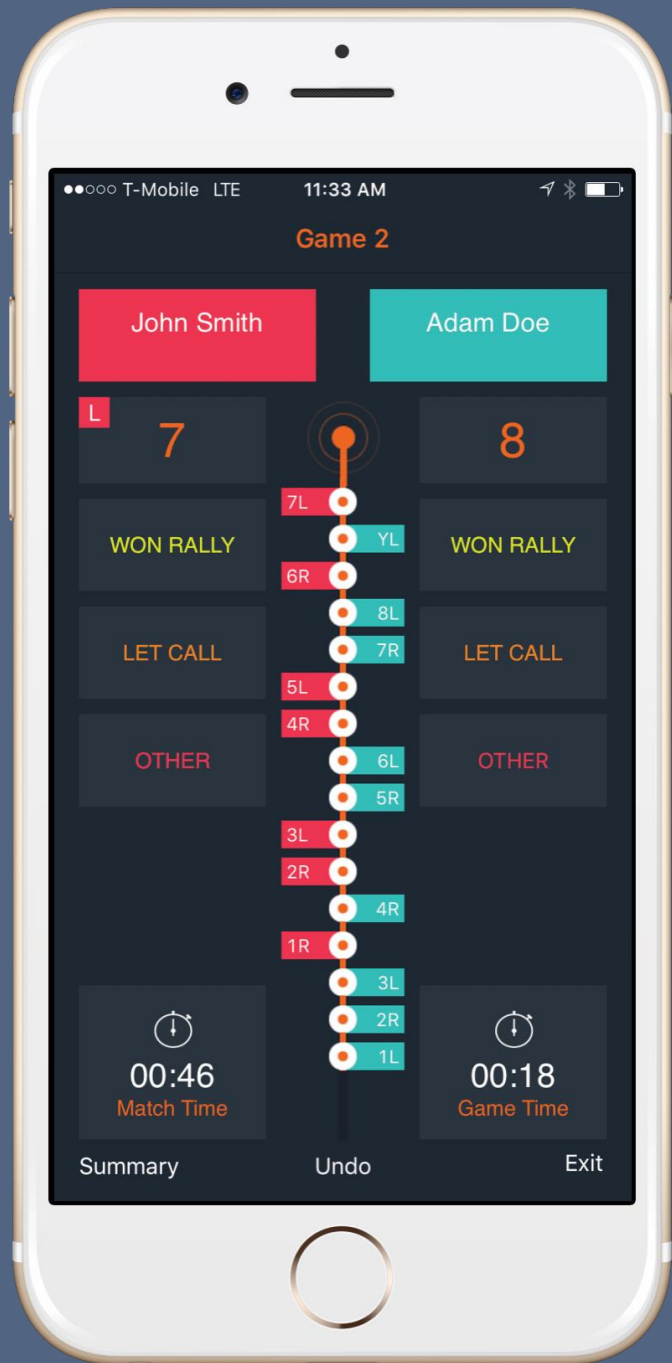 T-Mobile LTE 11:33 AM
Game 2
John Smith Adam Doe
L
7 8
7L
YL
WON RALLY WON RALLY
6R
8L
7R
LET CALL LET CALL
5L
4R
6L
OTHER OTHER
5R
3L
2R
4R
1R
3L
2R
1L
00:46 00:18
Match Time Game Time
Summary Undo Exit